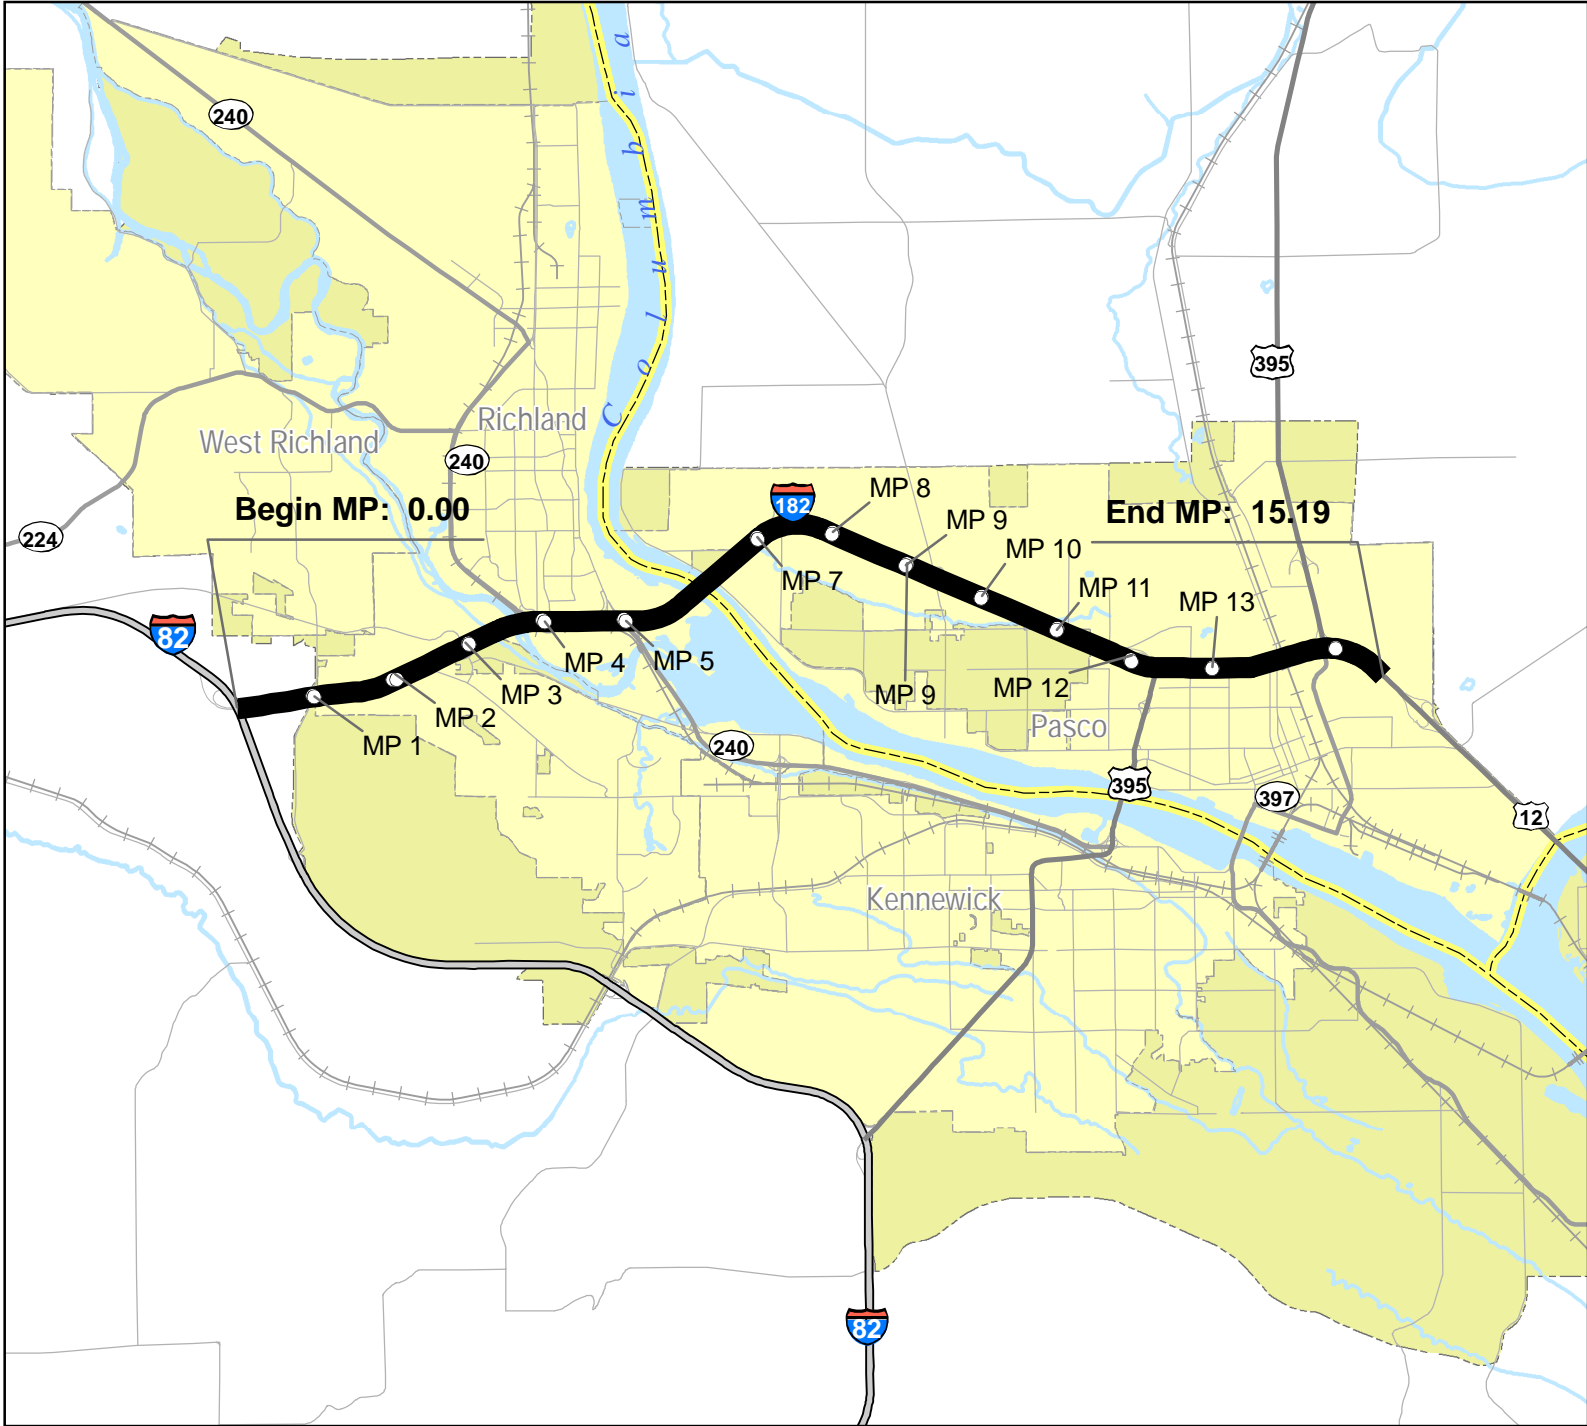 240
Columbia
395
Richland
West Richland
240
Begin MP: 0.00
182
MP 8
End MP: 15.19
224
MP 9
MP 10
MP 7
MP 11
MP 13
82
MP 4
MP 5
MP 3
MP 12
MP 9
MP 2
Pasco
MP 1
240
395
397
12
Kennewick
82